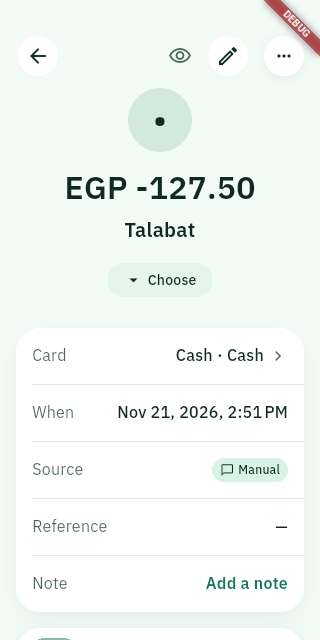 DEBUG
EGP -127.50
Talabat
Choose
Card Cash · Cash
When Nov 21, 2026, 2:51 PM
Source Manual
Reference –
Note Add a note